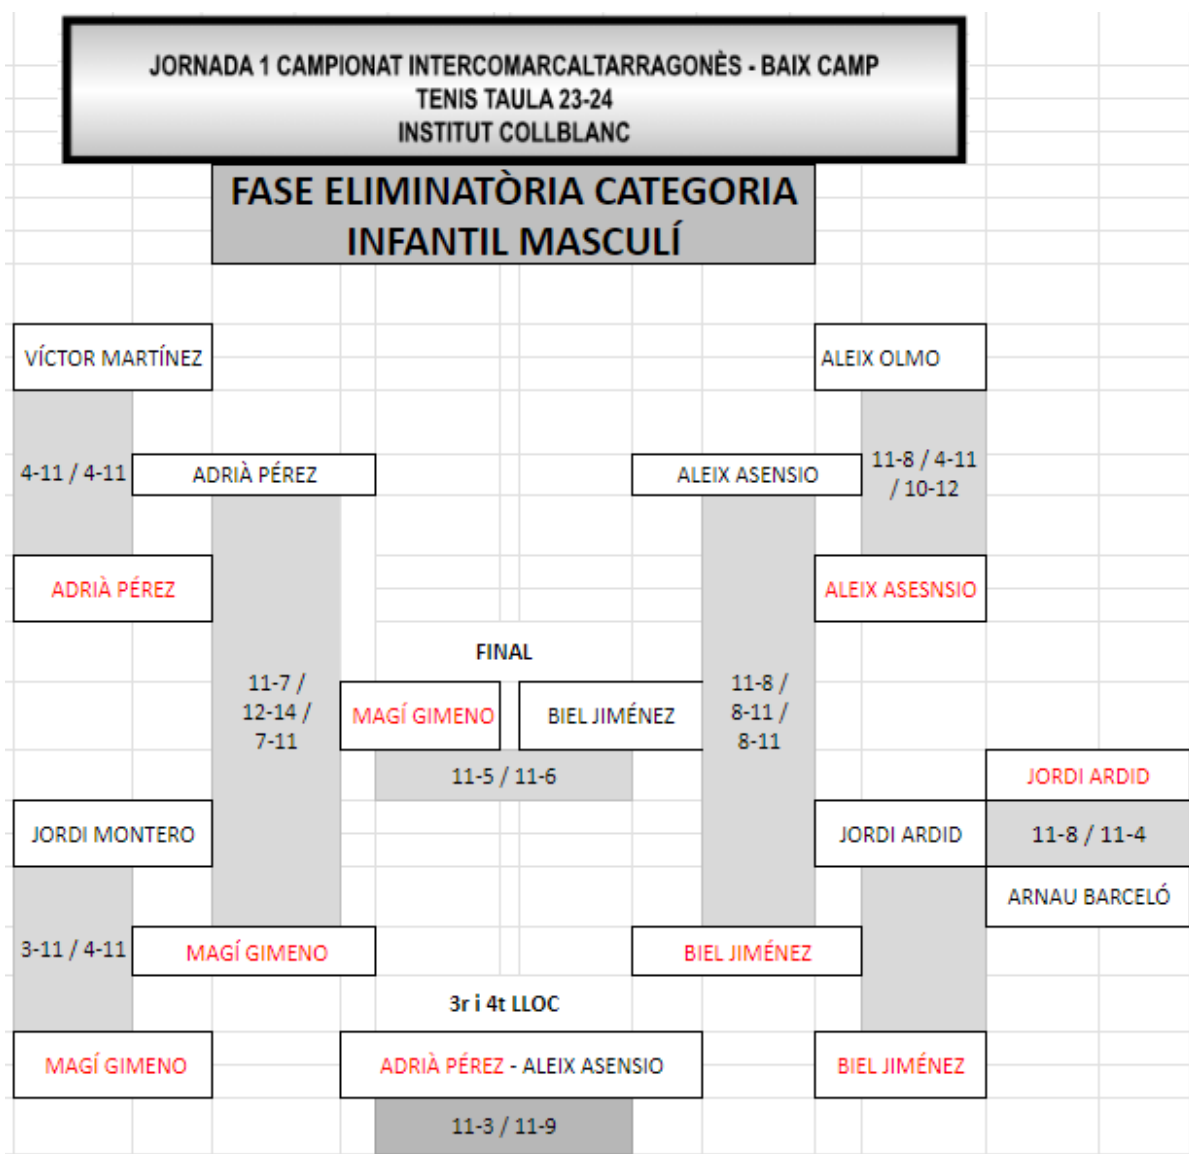 JORNADA 1 CAMPIONAT INTERCOMARCALTARRAGONÈS - BAIX CAMP
TENIS TAULA 23-24
INSTITUT COLLBLANC
FASE ELIMINATÒRIA CATEGORIA
INFANTIL MASCULÍ
VÍCTOR MARTÍNEZ
ALEIX OLMO
4-11 / 4-11
ADRIÀ PÉREZ
ALEIX ASENSIO
11-8 / 4-11
/ 10-12
ADRIÀ PÉREZ
ALEIX ASESNSIO
FINAL
11-7 /
12-14 /
7-11
MAGÍ GIMENO
BIEL JIMÉNEZ
11-8 /
8-11 /
8-11
11-5 / 11-6
JORDI ARDID
JORDI MONTERO
JORDI ARDID
11-8 / 11-4
ARNAU BARCELÓ
3-11 / 4-11
MAGÍ GIMENO
BIEL JIMÉNEZ
3r i 4t LLOC
MAGÍ GIMENO
ADRIÀ PÉREZ - ALEIX ASENSIO
BIEL JIMÉNEZ
11-3 / 11-9